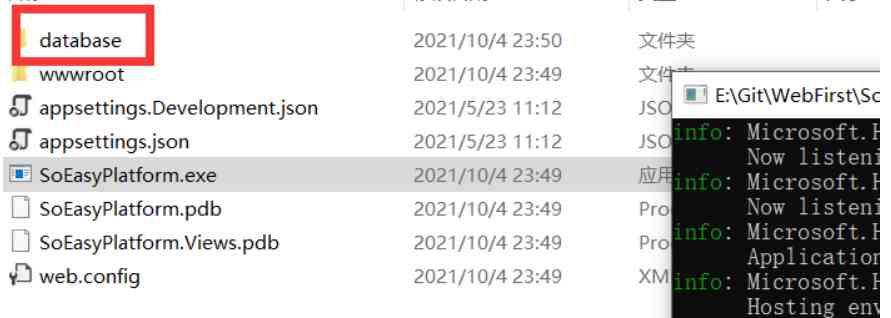 database 2021/10/4 23:50 文件夹
wwwroot 2021/10/4 23:49 文件
appsettings.Development.json 2021/5/23 11:12 JSO
appsettings.json 2021/5/23 11:12 JSO
SoEasyPlatform.exe 2021/10/4 23:49 应用
SoEasyPlatform.pdb 2021/10/4 23:49 Pro
SoEasyPlatform.Views.pdb 2021/10/4 23:49 Pro
web.config 2021/10/4 23:49 XM
E:\Git\WebFirst\So
info: Microsoft.H
Now listeni
info: Microsoft.H
Now listeni
info: Microsoft.H
Application
info: Microsoft.H
Hosting env